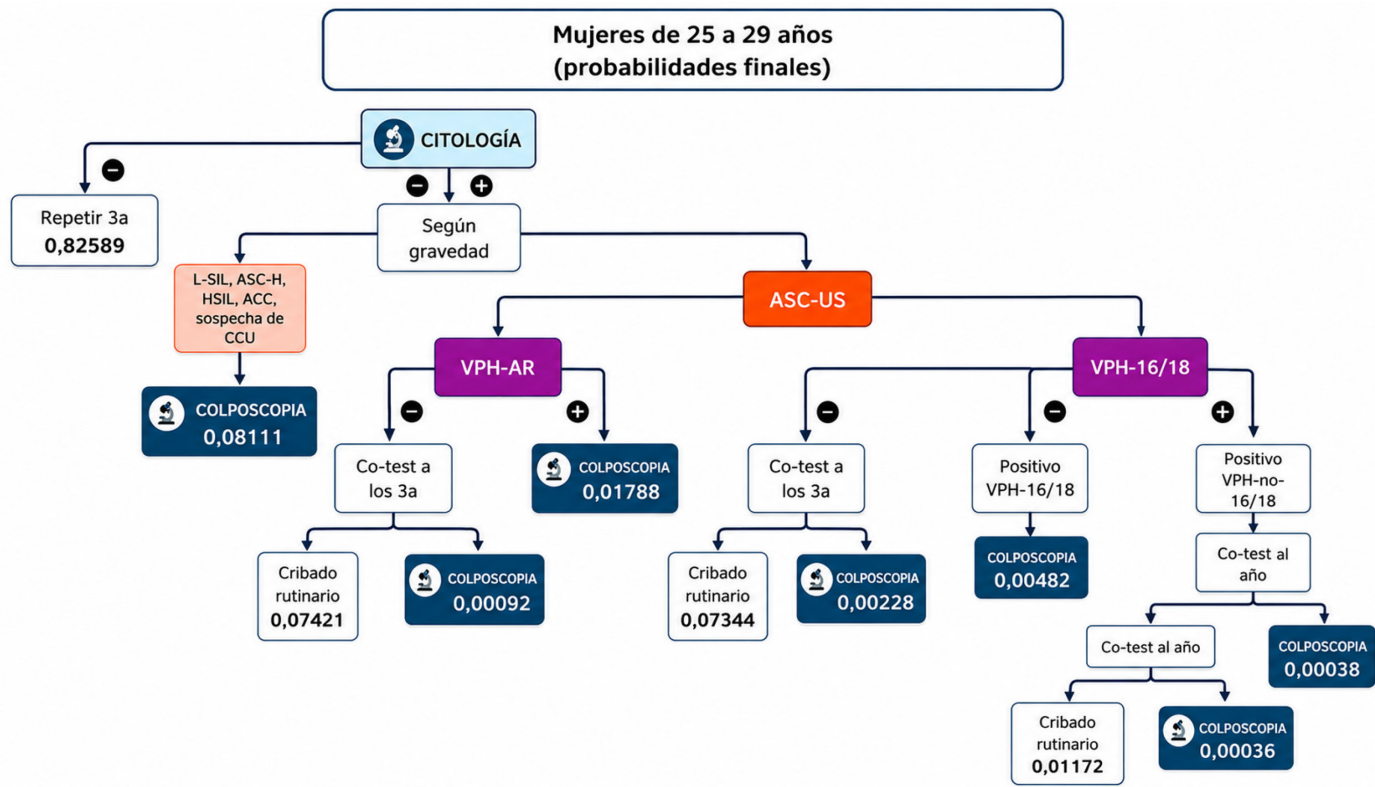 Mujeres de 25 a 29 años
(probabilidades finales)
CITOLOGÍA
Repetir 3a
0,82589
Según
gravedad
L-SIL, ASC-H,
HSIL, ACC,
sospecha de
CCU
COLPOSCOPIA
0,08111
ASC-US
VPH-AR
Co-test a
los 3a
Cribado
rutinario
0,07421
COLPOSCOPIA
0,00092
COLPOSCOPIA
0,01788
VPH-16/18
Co-test a
los 3a
Cribado
rutinario
0,07344
COLPOSCOPIA
0,00228
Positivo
VPH-16/18
COLPOSCOPIA
0,00482
Positivo
VPH-no-
16/18
Co-test al
año
Co-test al año
Cribado
rutinario
0,01172
COLPOSCOPIA
0,00036
COLPOSCOPIA
0,00038